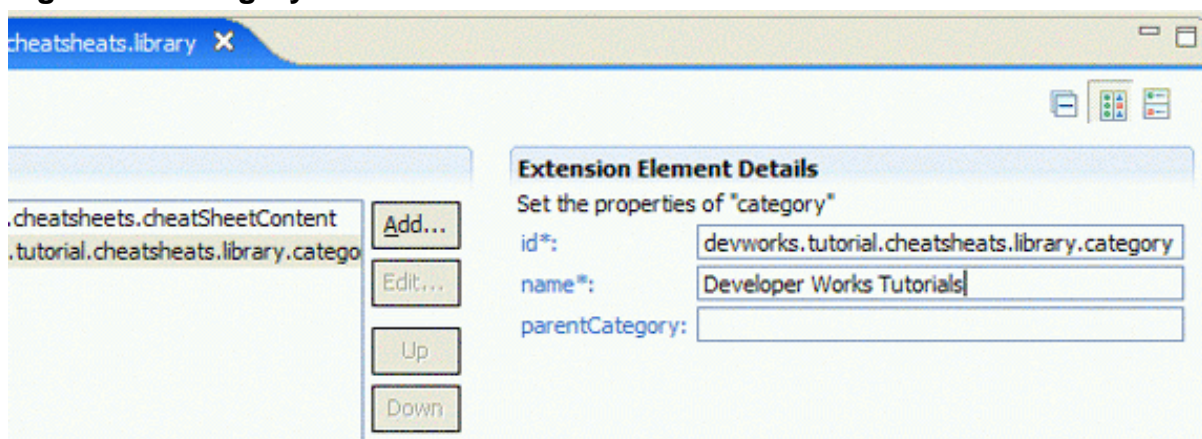 cheatsheats.library
Extension Element Details
Set the properties of "category"
.cheatsheets.cheatSheetContent
Add...
id*:
devworks.tutorial.cheatsheats.library.category
.tutorial.cheatsheats.library.catego
Edit...
name*:
Developer Works Tutorials
parentCategory:
Up
Down